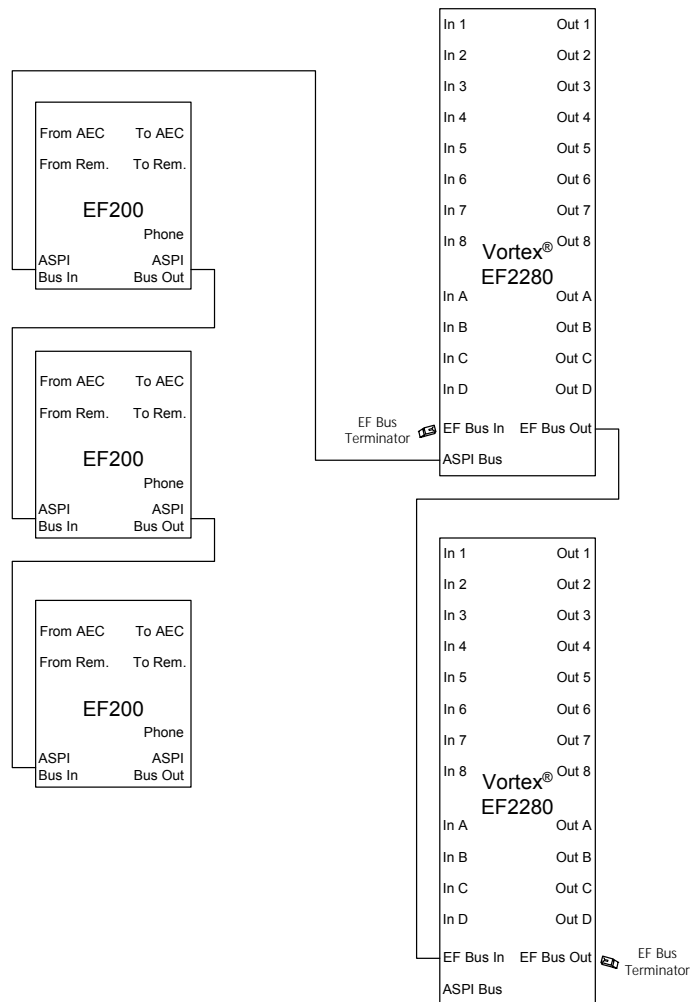 From AEC To AEC
From Rem. To Rem.
EF200
Phone
ASPI ASPI
Bus In Bus Out
From AEC To AEC
From Rem. To Rem.
EF200
Phone
ASPI ASPI
Bus In Bus Out
From AEC To AEC
From Rem. To Rem.
EF200
Phone
ASPI ASPI
Bus In Bus Out
In 1 Out 1
In 2 Out 2
In 3 Out 3
In 4 Out 4
In 5 Out 5
In 6 Out 6
In 7 Out 7
In 8 Out 8
Vortex®
EF2280
In A Out A
In B Out B
In C Out C
In D Out D
EF Bus
Terminator
EF Bus In EF Bus Out
ASPI Bus
In 1 Out 1
In 2 Out 2
In 3 Out 3
In 4 Out 4
In 5 Out 5
In 6 Out 6
In 7 Out 7
In 8 Out 8
Vortex®
EF2280
In A Out A
In B Out B
In C Out C
In D Out D
EF Bus In EF Bus Out
EF Bus
Terminator
ASPI Bus